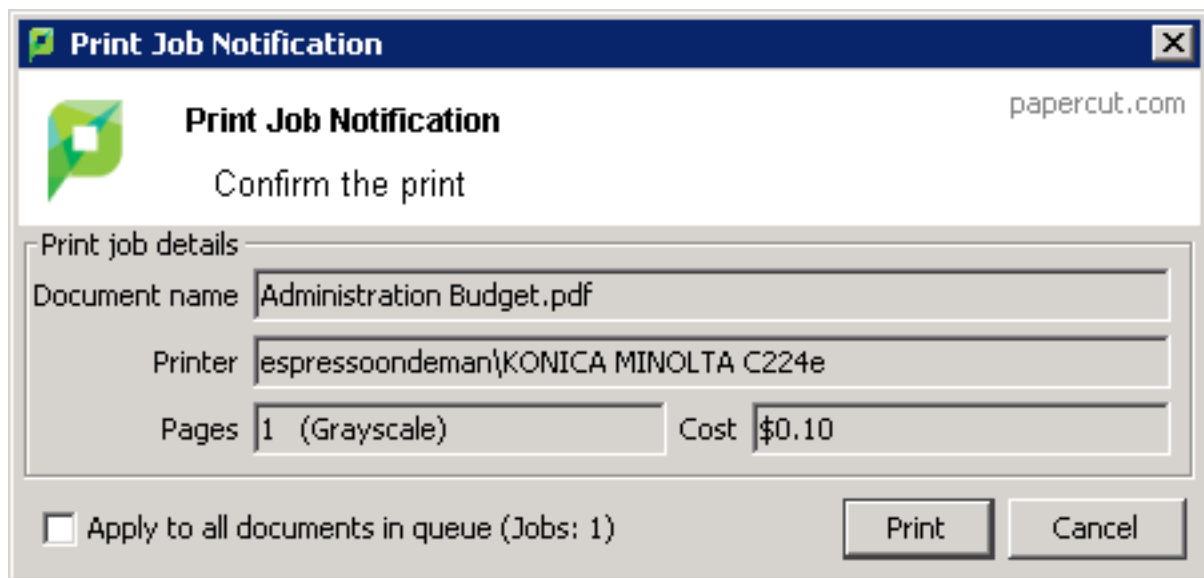 Print Job Notification
papercut.com
Print Job Notification
Confirm the print
Print job details
Document name Administration Budget.pdf
Printer espressoondeman\KONICA MINOLTA C224e
Pages 1 (Grayscale) Cost $0.10
Apply to all documents in queue (Jobs: 1) Print Cancel